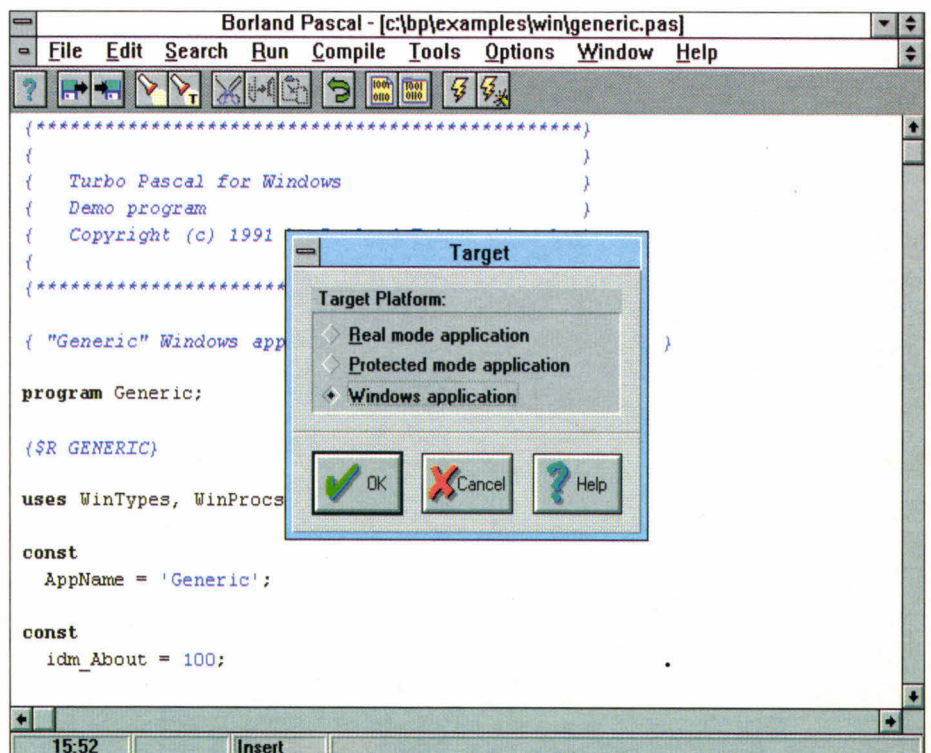 Borland Pascal - [c:\bp\examples\win\generic.pas]
File Edit Search Run Compile Tools Options Window Help
{***********************************************}
{ }
{ Turbo Pascal for Windows }
{ Demo program }
{ Copyright (c) 1991
{
{**********************
Target
Target Platform:
Real mode application
Protected mode application
Windows application
OK Cancel Help
{ "Generic" Windows app }
program Generic;
{$R GENERIC}
uses WinTypes, WinProcs
const
AppName = 'Generic';
const
idm_About = 100;
15:52 Insert